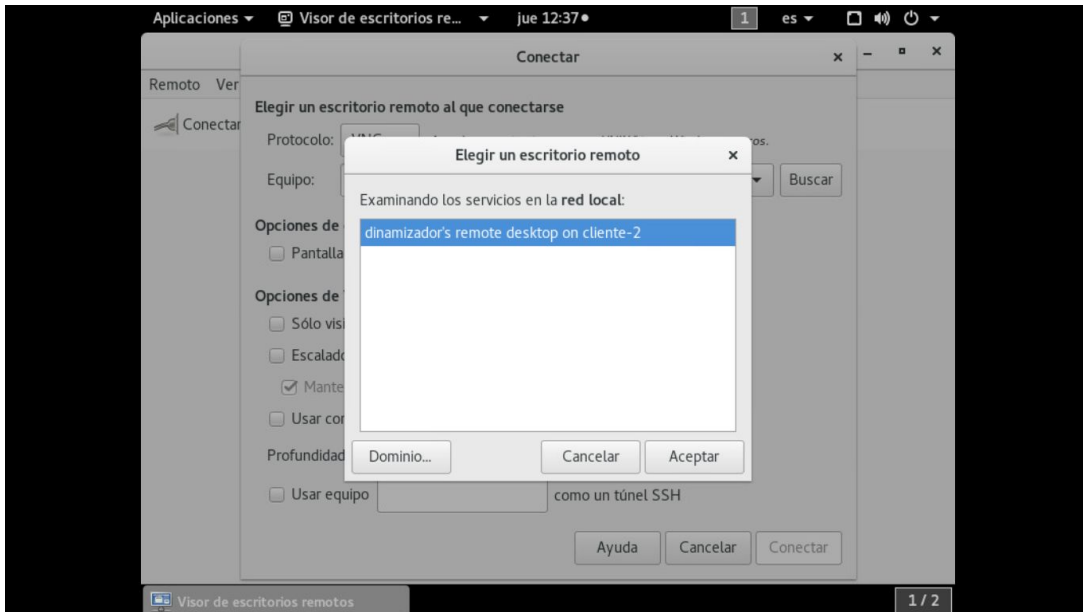 Aplicaciones Visor de escritorios re... jue 12:37 1 es
Conectar
Remoto Ver
Conectar
Elegir un escritorio remoto al que conectarse
Protocolo:
Elegir un escritorio remoto
Equipo: Buscar
Examinando los servicios en la red local:
dinamizador's remote desktop on cliente-2
Opciones de
Pantalla
Opciones de
Sólo visi
Escalado
Mante
Usar con
Profundidad
Dominio... Cancelar Aceptar
Usar equipo como un túnel SSH
Ayuda Cancelar Conectar
Visor de escritorios remotos 1 / 2